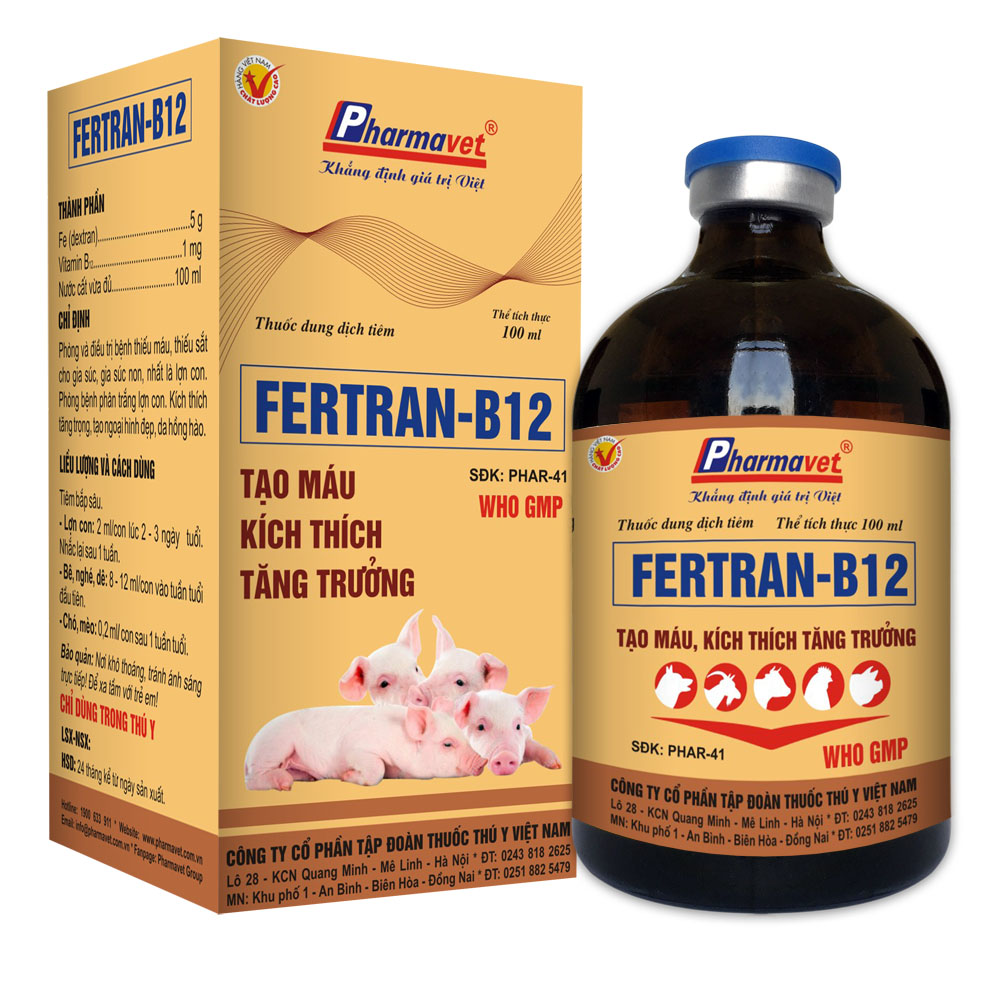 HÀNG VIỆT NAM
CHẤT LƯỢNG CAO
FERTRAN-B12
THÀNH PHẦN
Fe (dextran)..........................5 g
Vitamin B12..........................1 mg
Nước cất vừa đủ..................100 ml
CHỈ ĐỊNH
Phòng và điều trị bệnh thiếu máu, thiếu sắt
cho gia súc, gia súc non, nhất là lợn con.
Phòng bệnh phân trắng lợn con. Kích thích
tăng trọng, tạo ngoại hình đẹp, da hồng hào.
LIỀU LƯỢNG VÀ CÁCH DÙNG
Tiêm bắp sâu.
- Lợn con: 2 ml/con lúc 2 - 3 ngày tuổi.
Nhắc lại sau 1 tuần.
- Bê, nghé, dê: 8 - 12 ml/con vào tuần tuổi
đầu tiên.
- Chó, mèo: 0,2 ml/ con sau 1 tuần tuổi.
Bảo quản: Nơi khô thoáng, tránh ánh sáng
trực tiếp! Để xa tầm với trẻ em!
CHỈ DÙNG TRONG THÚ Y
LSX-NSX:
HSD: 24 tháng kể từ ngày sản xuất.
Hotline: 1900 633 911 * Website: www.pharmavet.com.vn
Email: info@pharmavet.com.vn * Fanpage: Pharmavet Group
Pharmavet®
Khẳng định giá trị Việt
Thuốc dung dịch tiêm
Thể tích thực
100 ml
FERTRAN-B12
SĐK: PHAR-41
WHO GMP
TẠO MÁU
KÍCH THÍCH
TĂNG TRƯỞNG
CÔNG TY CỔ PHẦN TẬP ĐOÀN THUỐC THÚ Y VIỆT NAM
Lô 28 - KCN Quang Minh - Mê Linh - Hà Nội * ĐT: 0243 818 2625
MN: Khu phố 1 - An Bình - Biên Hòa - Đồng Nai * ĐT: 0251 882 5479
HÀNG VIỆT NAM
CHẤT LƯỢNG CAO
Pharmavet®
Khẳng định giá trị Việt
Thuốc dung dịch tiêm Thể tích thực 100 ml
FERTRAN-B12
TẠO MÁU, KÍCH THÍCH TĂNG TRƯỞNG
SĐK: PHAR-41
WHO GMP
CÔNG TY CỔ PHẦN TẬP ĐOÀN THUỐC THÚ Y VIỆT NAM
Lô 28 - KCN Quang Minh - Mê Linh - Hà Nội * ĐT: 0243 818 2625
MN: Khu phố 1 - An Bình - Biên Hòa - Đồng Nai * ĐT: 0251 882 5479